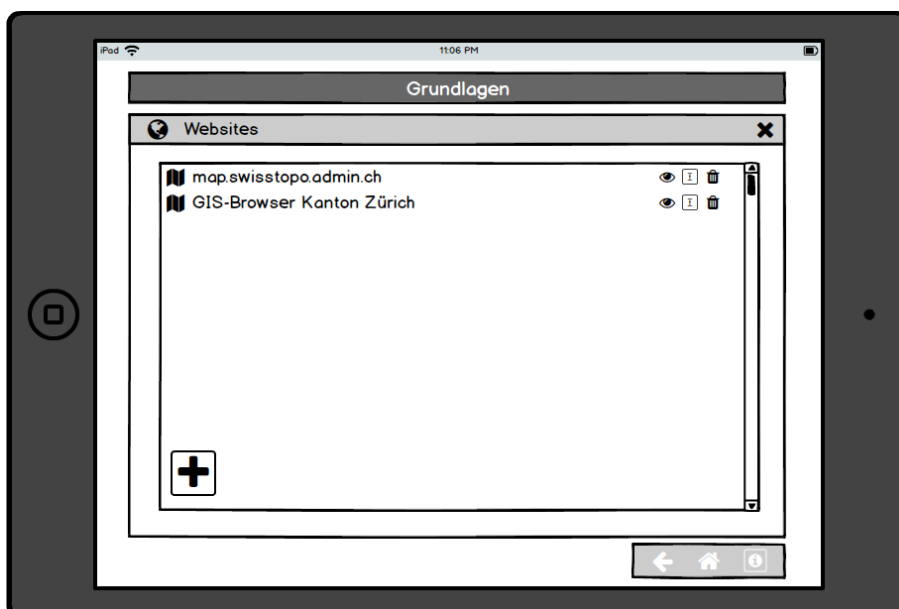 iPad
11:06 PM
Grundlagen
Websites
map.swisstopo.admin.ch
I
GIS-Browser Kanton Zürich
I